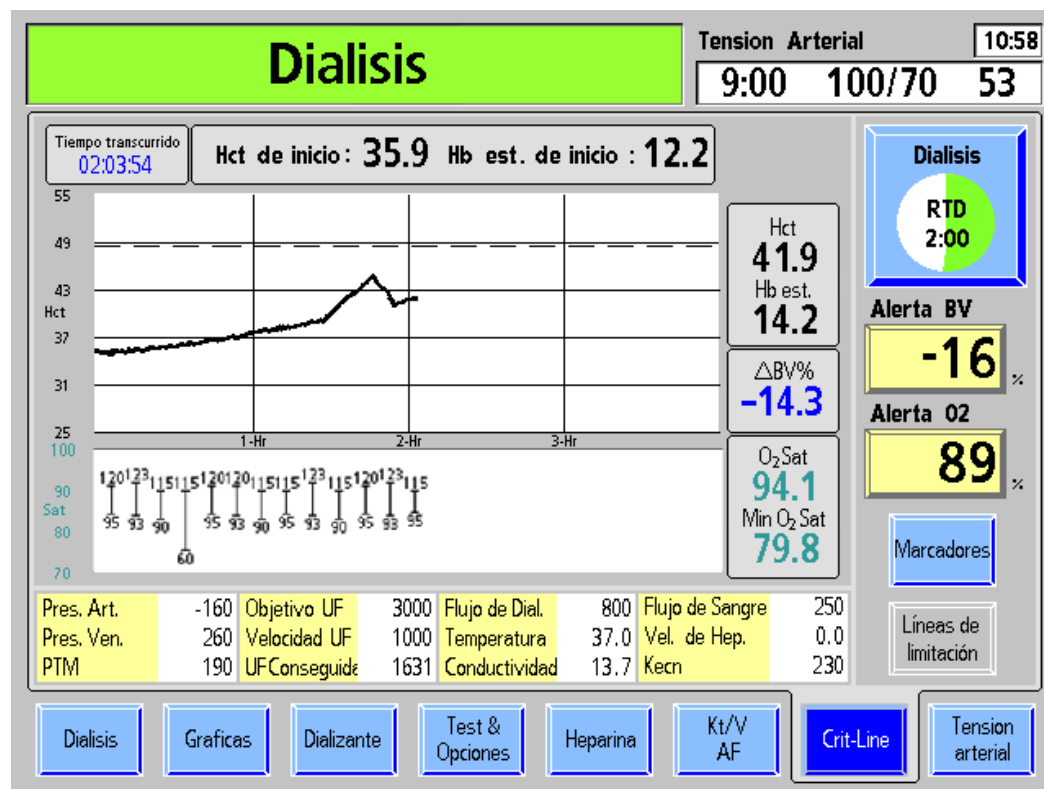 Dialisis
Tension Arterial 10:58
9:00 100/70 53
Tiempo transcurrido
02:03:54
Hct de inicio: 35.9 Hb est. de inicio : 12.2
55
49
43
Hct
37
31
25
1-Hr 2-Hr 3-Hr
100
90
Sat
80
70
120 123 115 115 120 120 115 115 123 115 120 123 115
95 93 90 60 95 93 90 95 93 90 95 93 95
Hct
41.9
Hb est.
14.2
△BV%
-14.3
O₂Sat
94.1
Min O₂ Sat
79.8
Dialisis
RTD
2:00
Alerta BV
-16 %
Alerta O2
89 %
Marcadores
Líneas de
limitación
Pres. Art. -160 Objetivo UF 3000 Flujo de Dial. 800 Flujo de Sangre 250
Pres. Ven. 260 Velocidad UF 1000 Temperatura 37.0 Vel. de Hep. 0.0
PTM 190 UFConseguida 1631 Conductividad 13.7 Kecn 230
Dialisis
Graficas
Dializante
Test &
Opciones
Heparina
Kt/V
AF
Crit-Line
Tension
arterial